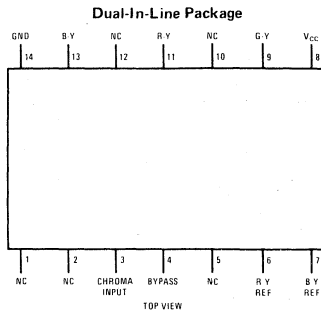 Dual-In-Line Package
GND B-Y NC R-Y NC G-Y VCC
14 13 12 11 10 9 8
1 2 3 4 5 6 7
NC NC CHROMA INPUT BYPASS NC R Y REF B Y REF
TOP VIEW